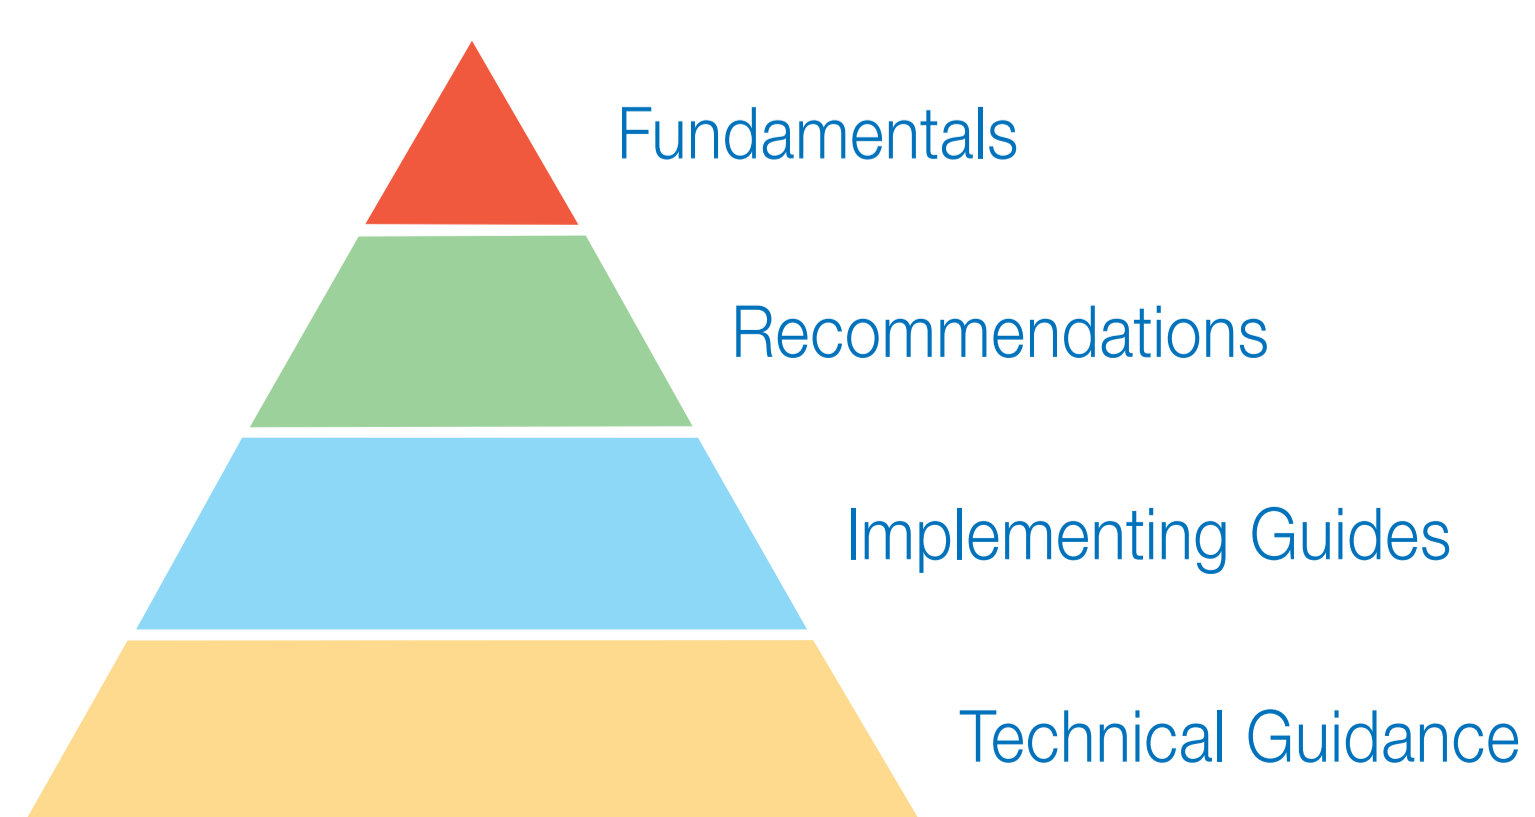 Fundamentals
Recommendations
Implementing Guides
Technical Guidance